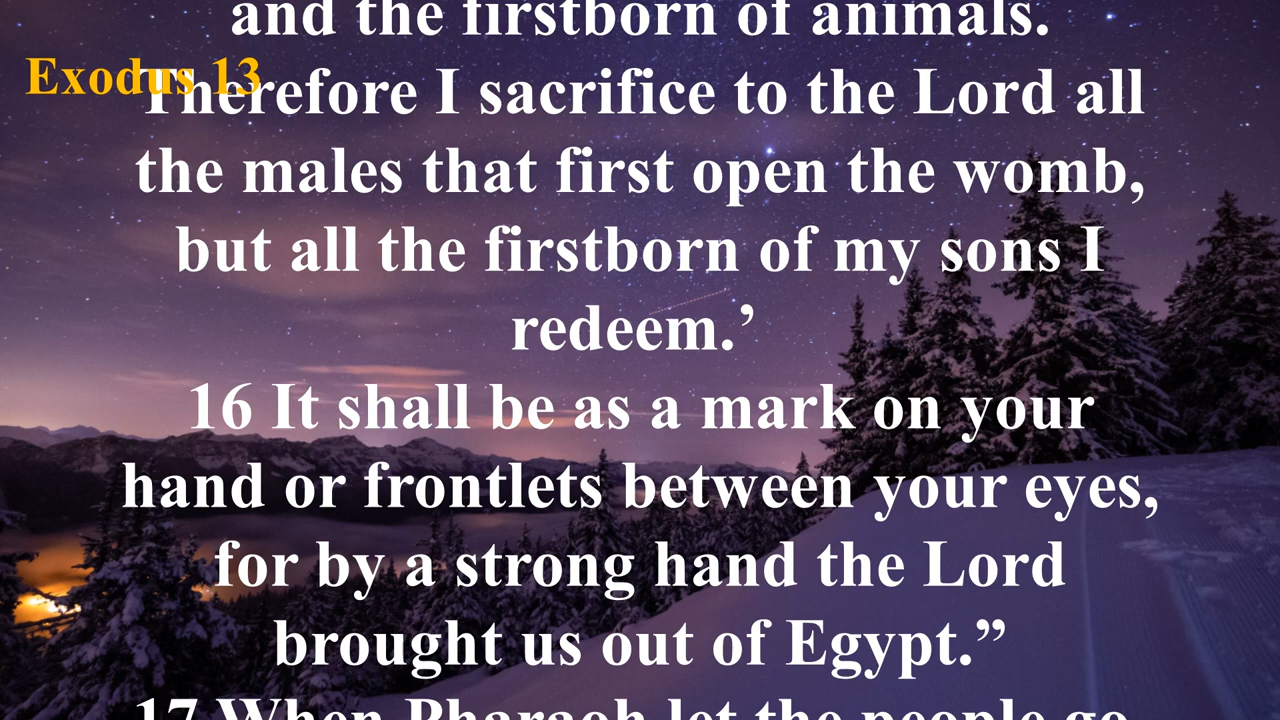 and the firstborn of animals.
Exodus 13
Therefore I sacrifice to the Lord all
the males that first open the womb,
but all the firstborn of my sons I
redeem.’
16 It shall be as a mark on your
hand or frontlets between your eyes,
for by a strong hand the Lord
brought us out of Egypt.”
17 When Pharaoh let the people go,